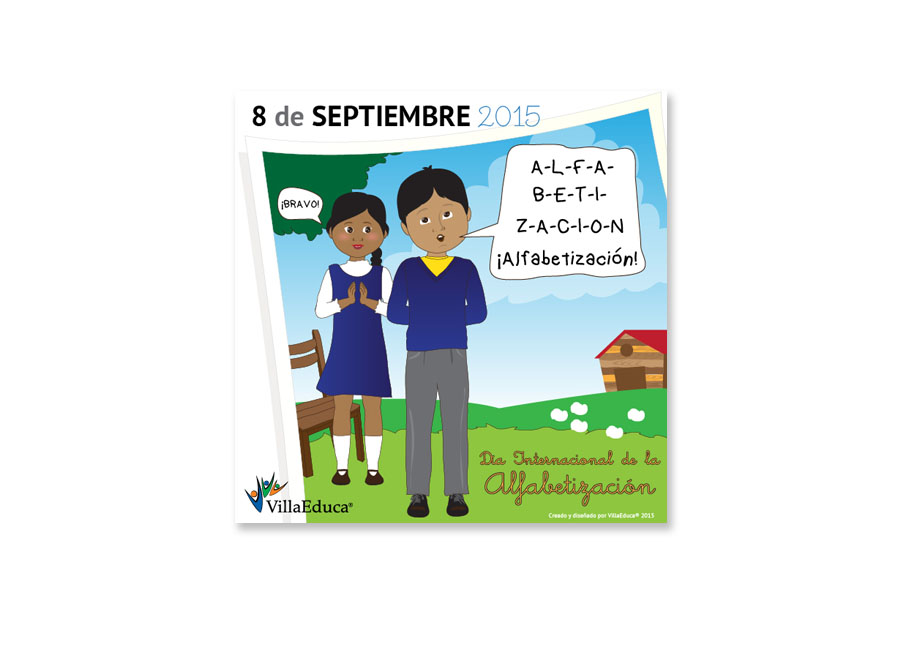 8 de SEPTIEMBRE 2015
¡BRAVO!
A-L-F-A-
B-E-T-I-
Z-A-C-I-O-N
¡Alfabetización!
Día Internacional de la
Alfabetización
VillaEduca®
Creado y diseñado por VillaEduca® 2015